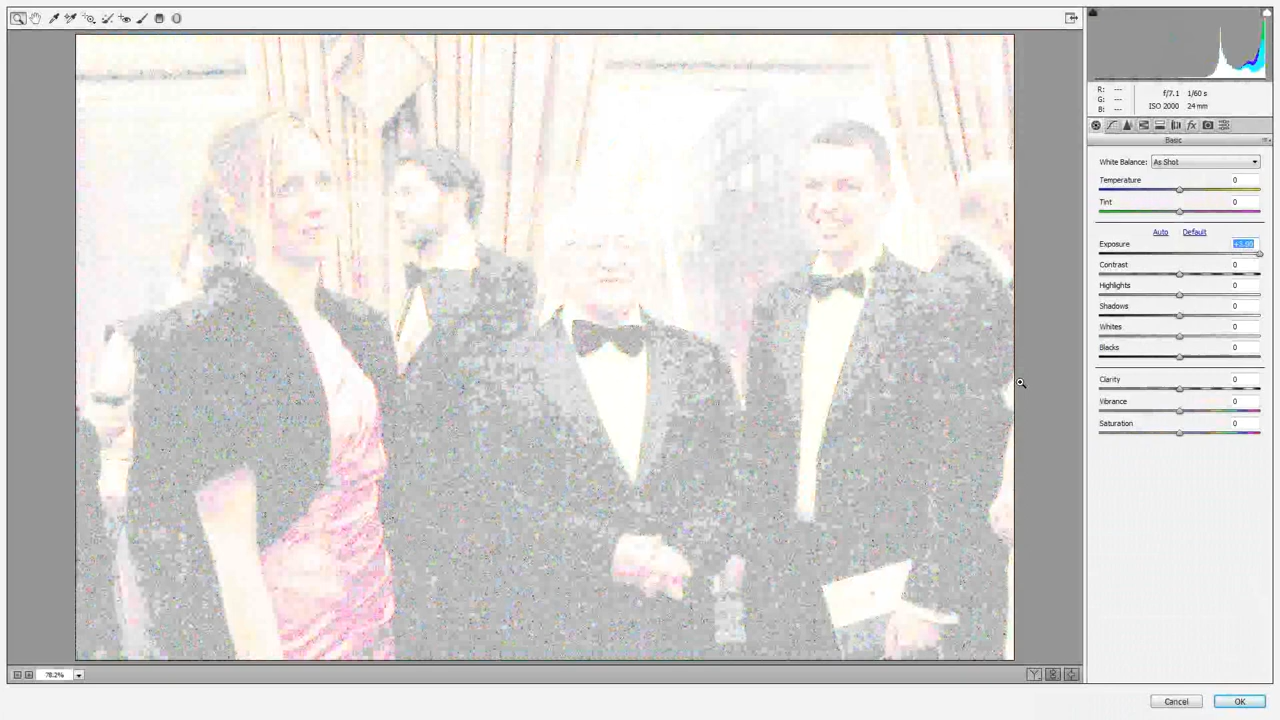 R: ---
G: ---
B: ---
f/7.1 1/60 s
ISO 2000 24 mm
Basic
White Balance: As Shot
Temperature 0
Tint 0
Auto Default
Exposure
Contrast 0
Highlights 0
Shadows 0
Whites 0
Blacks 0
Clarity 0
Vibrance 0
Saturation 0
78.2%
Cancel OK